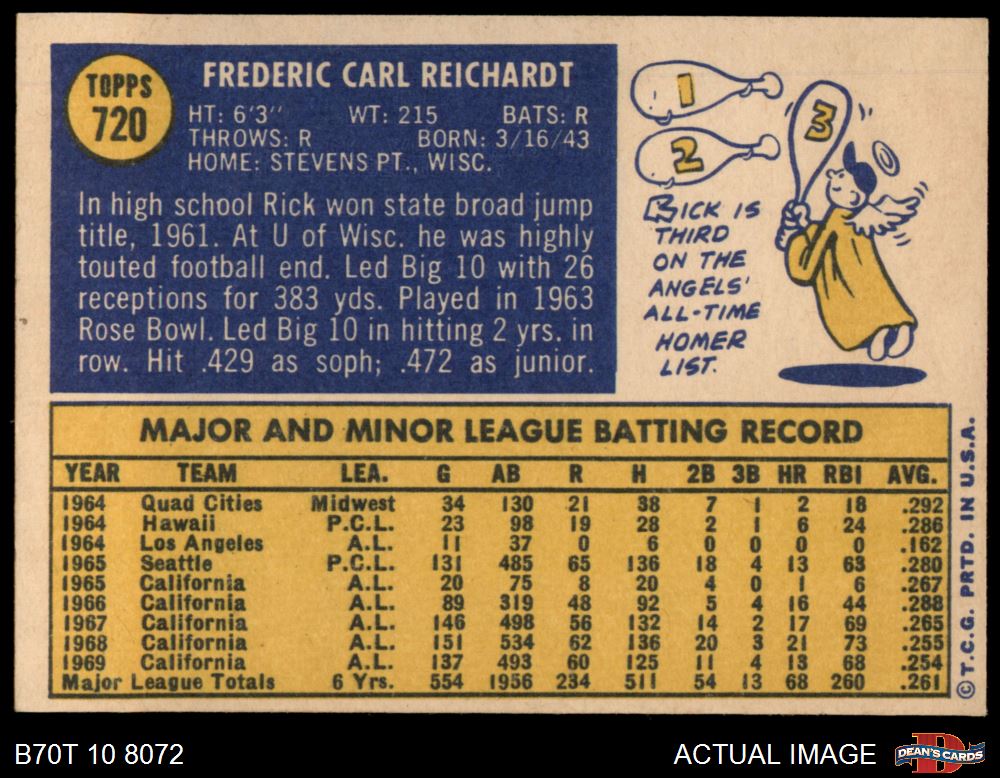 TOPPS
720
FREDERIC CARL REICHARDT
HT: 6'3" WT: 215 BATS: R
THROWS: R BORN: 3/16/43
HOME: STEVENS PT., WISC.
In high school Rick won state broad jump
title, 1961. At U of Wisc. he was highly
touted football end. Led Big 10 with 26
receptions for 383 yds. Played in 1963
Rose Bowl. Led Big 10 in hitting 2 yrs. in
row. Hit .429 as soph; .472 as junior.
1
2
3
RICK IS
THIRD
ON THE
ANGELS'
ALL-TIME
HOMER
LIST.
MAJOR AND MINOR LEAGUE BATTING RECORD
YEAR TEAM LEA. G AB R H 2B 3B HR RBI AVG.
1964 Quad Cities Midwest 34 130 21 38 7 1 2 18 .292
1964 Hawaii P.C.L. 23 98 19 28 2 1 6 24 .286
1964 Los Angeles A.L. 11 37 0 6 0 0 0 0 .162
1965 Seattle P.C.L. 131 485 65 136 18 4 13 63 .280
1965 California A.L. 20 75 8 20 4 0 1 6 .267
1966 California A.L. 89 319 48 92 5 4 16 44 .288
1967 California A.L. 146 498 56 132 14 2 17 69 .265
1968 California A.L. 151 534 62 136 20 3 21 73 .255
1969 California A.L. 137 493 60 125 11 4 13 68 .254
Major League Totals 6 Yrs. 554 1956 234 511 54 13 68 260 .261
© T.C.G. PRTD. IN U.S.A.
B70T 10 8072
ACTUAL IMAGE
DEAN'S CARDS